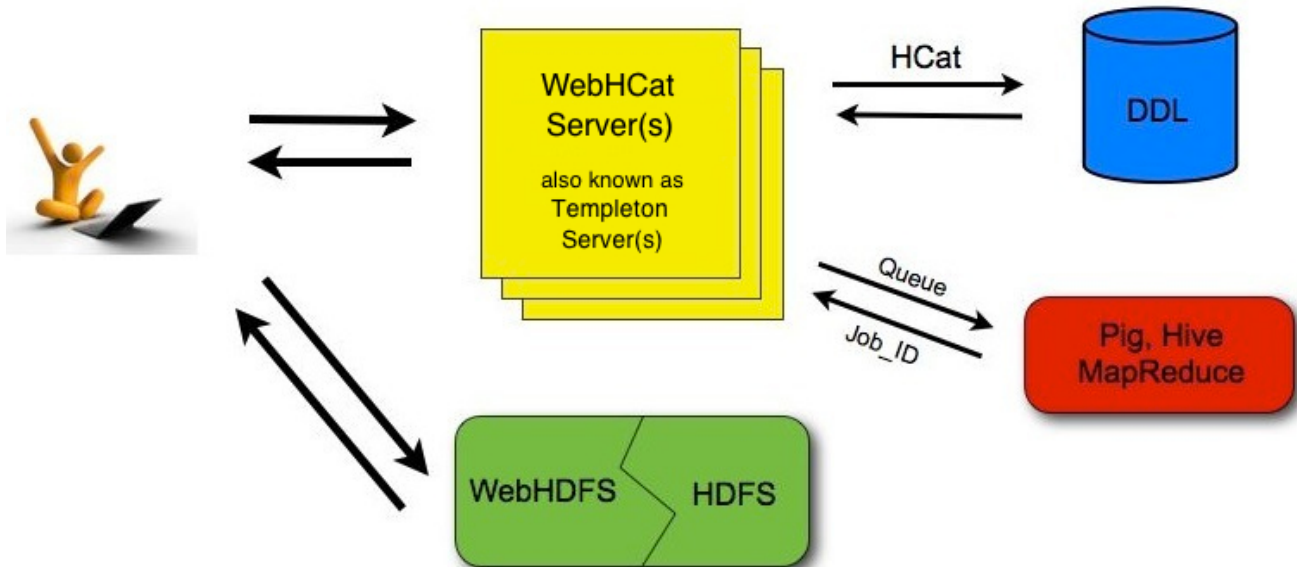 WebHCat
Server(s)
also known as
Templeton
Server(s)
HCat
DDL
Queue
Job_ID
Pig, Hive
MapReduce
WebHDFS
HDFS